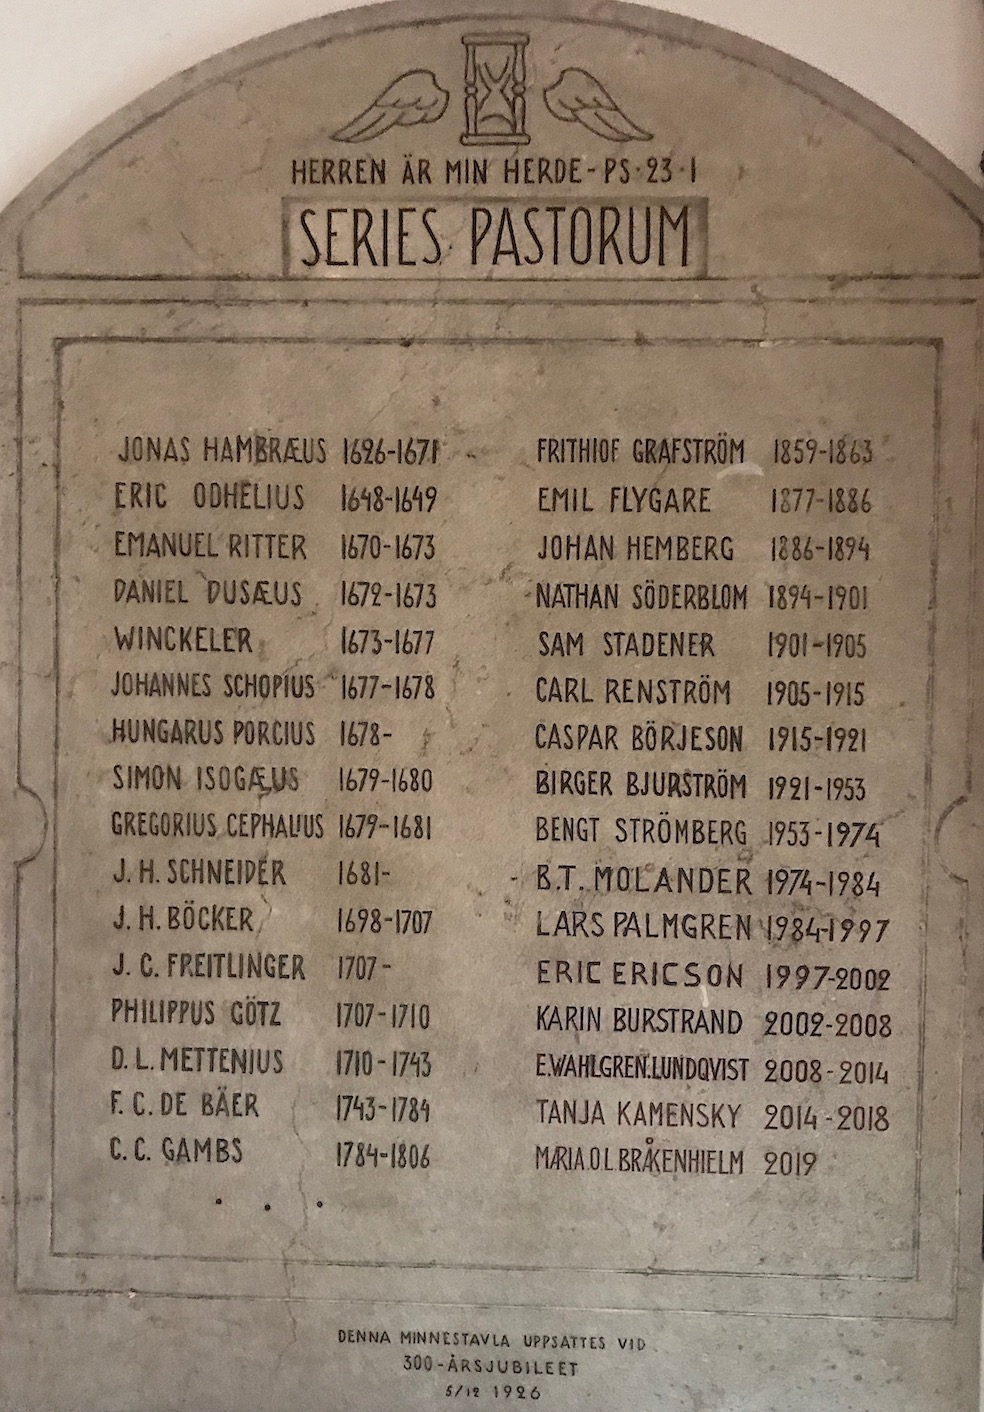 HERREN ÄR MIN HERDE-PS·23·1
SERIES PASTORUM
JONAS HAMBRÆUS 1626-1671
ERIC ODHELIUS 1648-1649
EMANUEL RITTER 1670-1673
DANIEL DUSÆUS 1672-1673
WINCKELER 1673-1677
JOHANNES SCHOPIUS 1677-1678
HUNGARUS PORCIUS 1678-
SIMON ISOGÆUS 1679-1680
GREGORIUS CEPHALIUS 1679-1681
J. H. SCHNEIDER 1681-
J. H. BÖCKER 1698-1707
J. C. FREITLINGER 1707-
PHILIPPUS GÖTZ 1707-1710
D. L. METTENIUS 1710-1743
F. C. DE BÄER 1743-1784
C. C. GAMBS 1784-1806
. . .
FRITHIOF GRAFSTRÖM 1859-1863
EMIL FLYGARE 1877-1886
JOHAN HEMBERG 1886-1894
NATHAN SÖDERBLOM 1894-1901
SAM STADENER 1901-1905
CARL RENSTRÖM 1905-1915
CASPAR BÖRJESON 1915-1921
BIRGER BJURSTRÖM 1921-1953
BENGT STRÖMBERG 1953-1974
B.T. MOLANDER 1974-1984
LARS PALMGREN 1984-1997
ERIC ERICSON 1997-2002
KARIN BURSTRAND 2002-2008
E.WAHLGREN.LUNDQVIST 2008-2014
TANJA KAMENSKY 2014-2018
MARIA.O.L.BRÅKENHIELM 2019
DENNA MINNESTAVLA UPPSATTES VID
300-ÅRSJUBILEET
5/12 1926